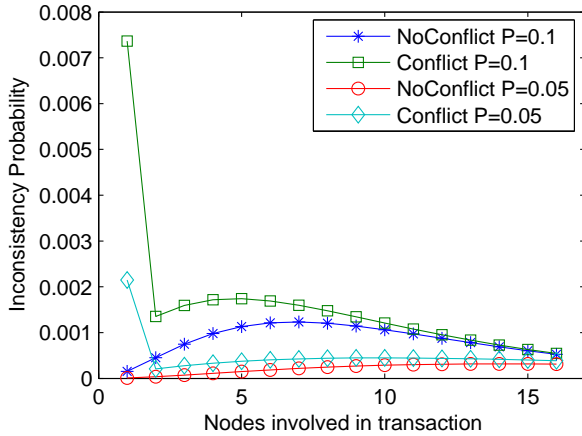 0.008
0.007
0.006
0.005
0.004
0.003
0.002
0.001
0
Inconsistency Probability
NoConflict P=0.1
Conflict P=0.1
NoConflict P=0.05
Conflict P=0.05
0 5 10 15
Nodes involved in transaction